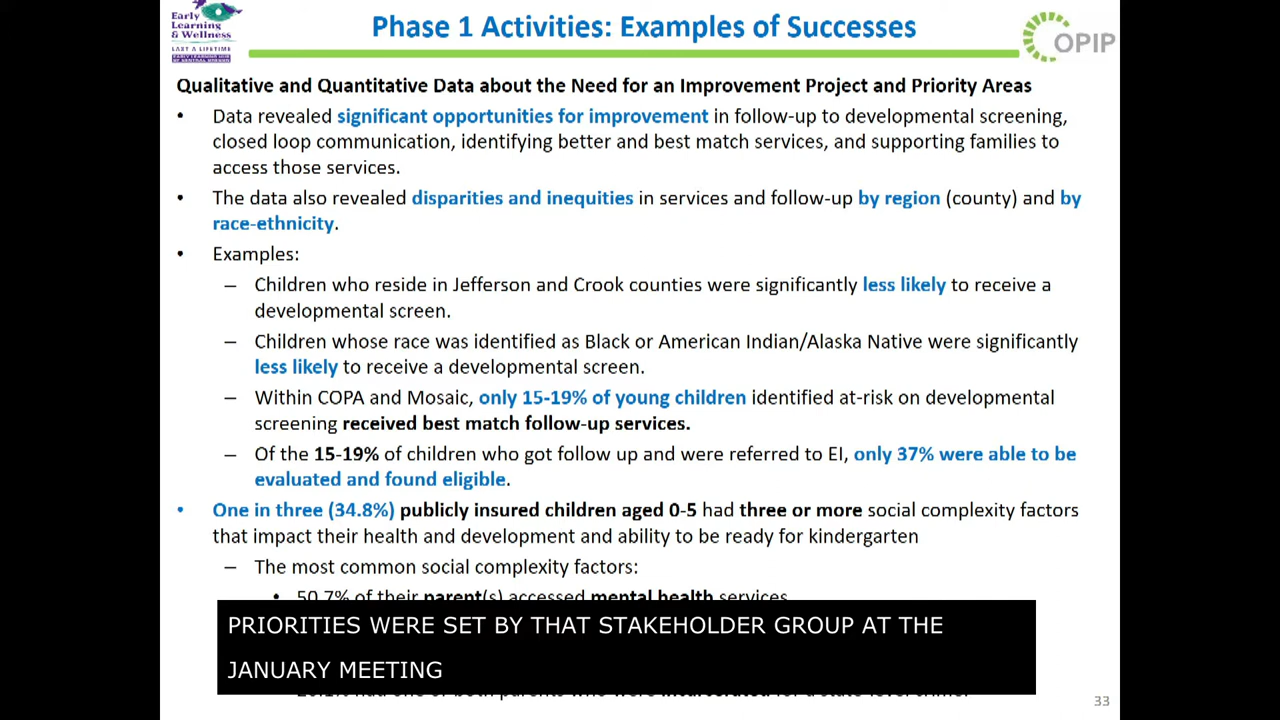 Early
Learning
& Wellness
LAST A LIFETIME
EARLY LEARNING HUB
OF CENTRAL OREGON
Phase 1 Activities: Examples of Successes
OPIP
Qualitative and Quantitative Data about the Need for an Improvement Project and Priority Areas
• Data revealed significant opportunities for improvement in follow-up to developmental screening,
closed loop communication, identifying better and best match services, and supporting families to
access those services.
• The data also revealed disparities and inequities in services and follow-up by region (county) and by
race-ethnicity.
• Examples:
– Children who reside in Jefferson and Crook counties were significantly less likely to receive a
developmental screen.
– Children whose race was identified as Black or American Indian/Alaska Native were significantly
less likely to receive a developmental screen.
– Within COPA and Mosaic, only 15-19% of young children identified at-risk on developmental
screening received best match follow-up services.
– Of the 15-19% of children who got follow up and were referred to EI, only 37% were able to be
evaluated and found eligible.
• One in three (34.8%) publicly insured children aged 0-5 had three or more social complexity factors
that impact their health and development and ability to be ready for kindergarten
– The most common social complexity factors:
• 50.7% of their parent(s) accessed mental health services
PRIORITIES WERE SET BY THAT STAKEHOLDER GROUP AT THE
JANUARY MEETING
33